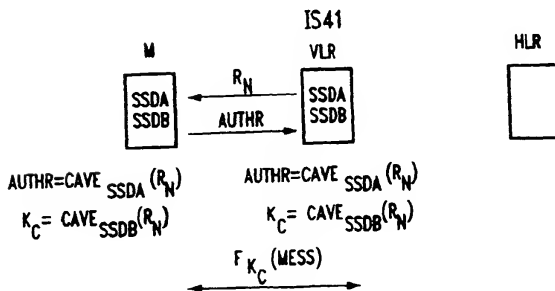 IS41
M
VLR
HLR
SSDA
SSDB
R_N
AUTHR
SSDA
SSDB
AUTHR=CAVE_SSDA(R_N)
K_C= CAVE_SSDB(R_N)
AUTHR=CAVE_SSDA(R_N)
K_C= CAVE_SSDB(R_N)
F_K_C(MESS)